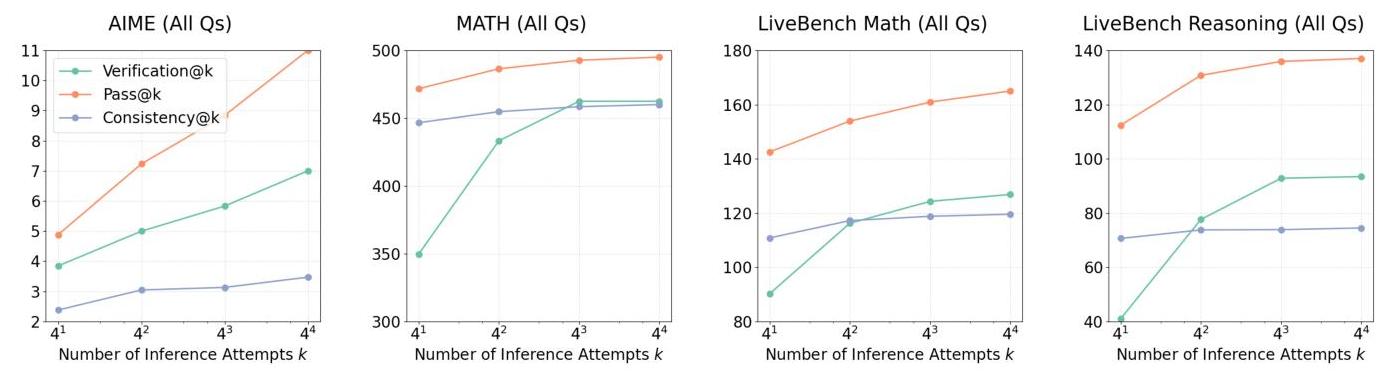 AIME (All Qs)
11
10
9
8
7
6
5
4
3
2
Verification@k
Pass@k
Consistency@k
4¹ 4² 4³ 4⁴
Number of Inference Attempts k
MATH (All Qs)
500
450
400
350
300
4¹ 4² 4³ 4⁴
Number of Inference Attempts k
LiveBench Math (All Qs)
180
160
140
120
100
80
4¹ 4² 4³ 4⁴
Number of Inference Attempts k
LiveBench Reasoning (All Qs)
140
120
100
80
60
40
4¹ 4² 4³ 4⁴
Number of Inference Attempts k